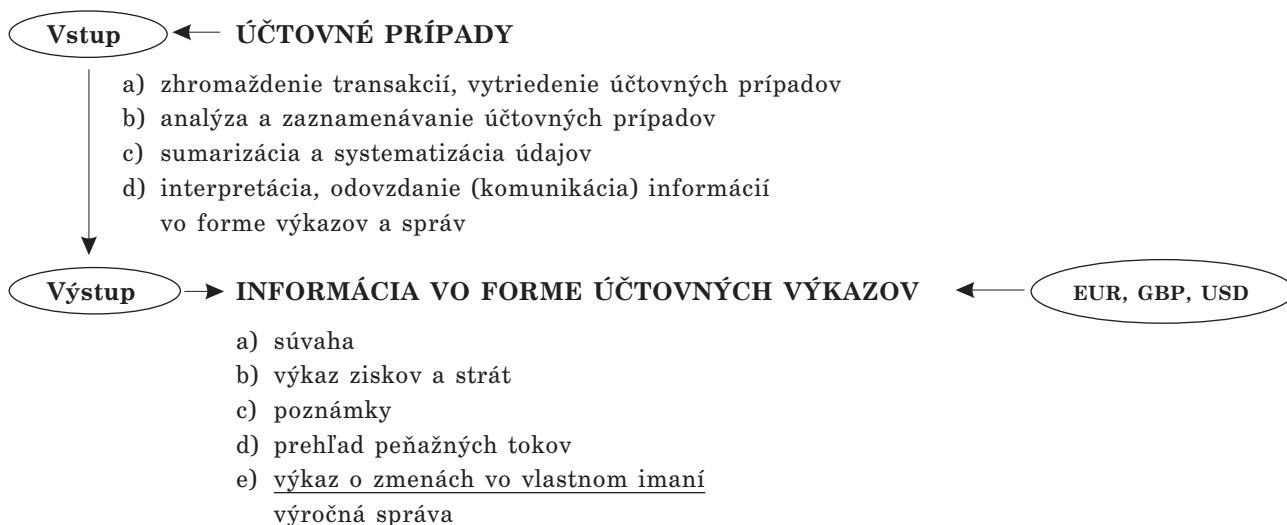 Vstup ÚČTOVNÉ PRÍPADY
a) zhromaždenie transakcií, vytriedenie účtovných prípadov
b) analýza a zaznamenávanie účtovných prípadov
c) sumarizácia a systematizácia údajov
d) interpretácia, odovzdanie (komunikácia) informácií
vo forme výkazov a správ
Výstup INFORMÁCIA VO FORME ÚČTOVNÝCH VÝKAZOV EUR, GBP, USD
a) súvaha
b) výkaz ziskov a strát
c) poznámky
d) prehľad peňažných tokov
e) výkaz o zmenách vo vlastnom imaní
výročná správa